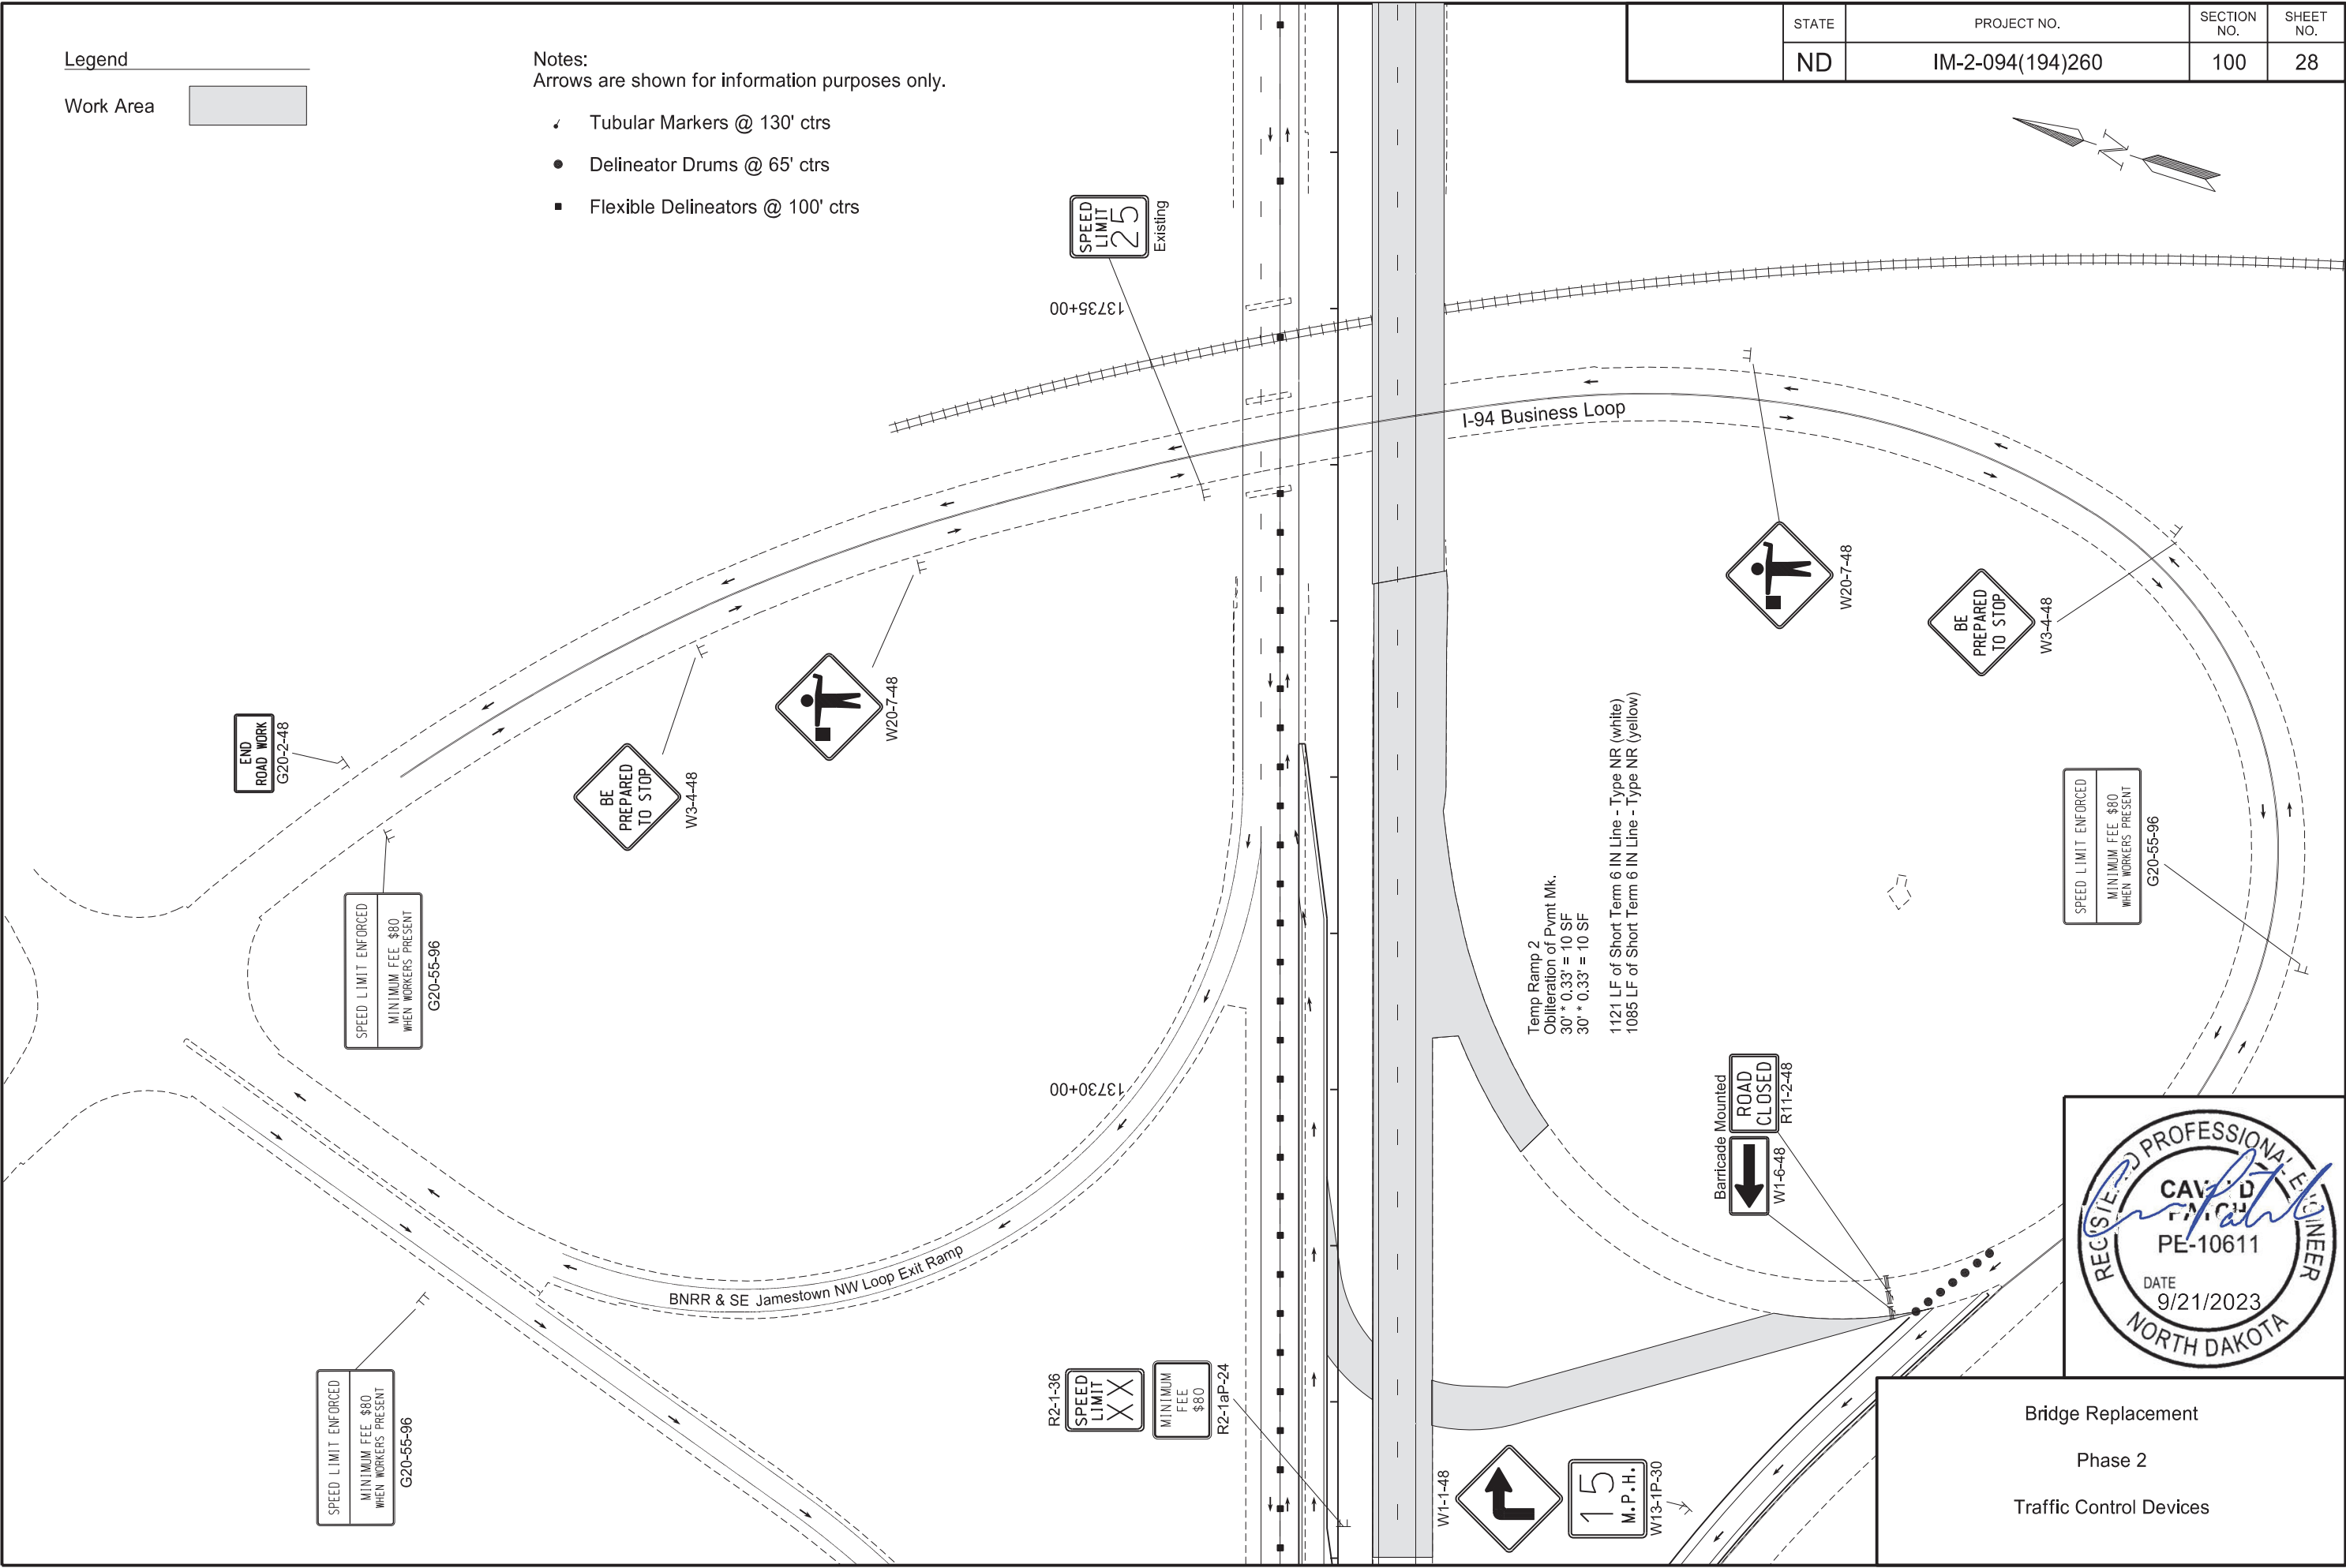 STATE
PROJECT NO.
SECTION NO.
SHEET NO.
ND
IM-2-094(194)260
100
28
Legend
Work Area
Notes:
Arrows are shown for information purposes only.
Tubular Markers @ 130' ctrs
Delineator Drums @ 65' ctrs
Flexible Delineators @ 100' ctrs
N
SPEED
LIMIT
25
Existing
13735+00
I-94 Business Loop
W20-7-48
BE
PREPARED
TO STOP
W3-4-48
END
ROAD WORK
G20-2-48
BE
PREPARED
TO STOP
W3-4-48
W20-7-48
SPEED LIMIT ENFORCED
MINIMUM FEE $80
WHEN WORKERS PRESENT
G20-55-96
SPEED LIMIT ENFORCED
MINIMUM FEE $80
WHEN WORKERS PRESENT
G20-55-96
Temp Ramp 2
Obliteration of Pvmt Mk.
30' * 0.33' = 10 SF
30' * 0.33' = 10 SF
1121 LF of Short Term 6 IN Line - Type NR (white)
1085 LF of Short Term 6 IN Line - Type NR (yellow)
13730+00
Barricade Mounted
ROAD
CLOSED
R11-2-48
W1-6-48
BNRR & SE Jamestown NW Loop Exit Ramp
SPEED LIMIT ENFORCED
MINIMUM FEE $80
WHEN WORKERS PRESENT
G20-55-96
R2-1-36
SPEED
LIMIT
XX
MINIMUM
FEE
$80
R2-1aP-24
W1-1-48
15
M.P.H.
W13-1P-30
REGISTERED PROFESSIONAL ENGINEER
PE-10611
DATE
9/21/2023
NORTH DAKOTA
Bridge Replacement
Phase 2
Traffic Control Devices